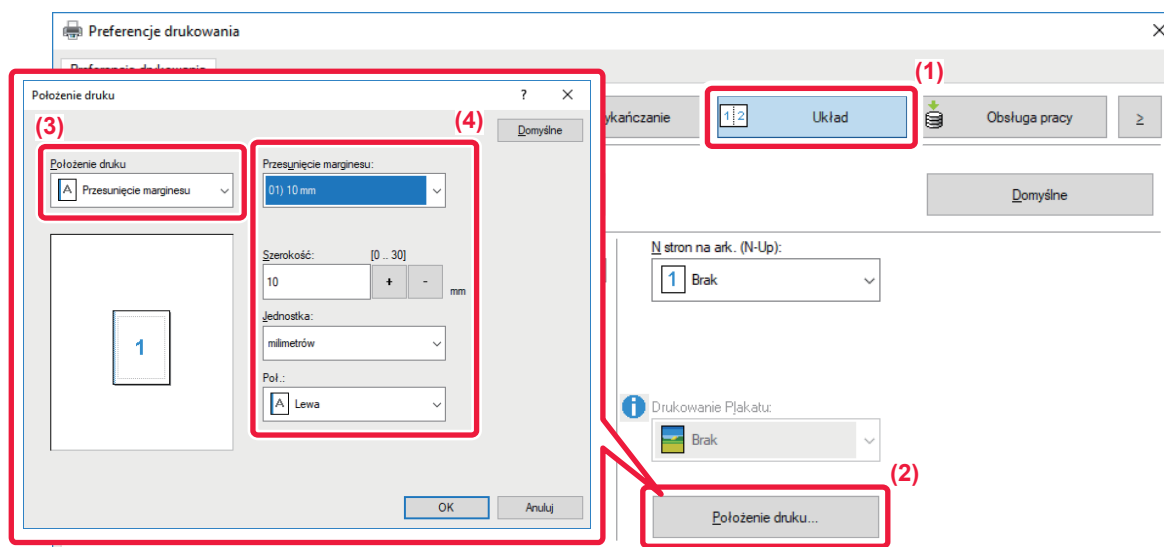 Preferencje drukowania
Preferencje drukowania
(1)
ykańczanie
1 2 Układ
Obsługa pracy
≥
Domyślne
N stron na ark. (N-Up):
1 Brak
Drukowanie Plakatu:
Brak
(2)
Położenie druku...
Położenie druku
?
(3)
(4)
Domyślne
Położenie druku
A Przesunięcie marginesu
1
Przesunięcie marginesu:
01) 10 mm
Szerokość: [0 .. 30]
10 + - mm
Jednostka:
milimetrów
Poł.:
A Lewa
OK Anuluj